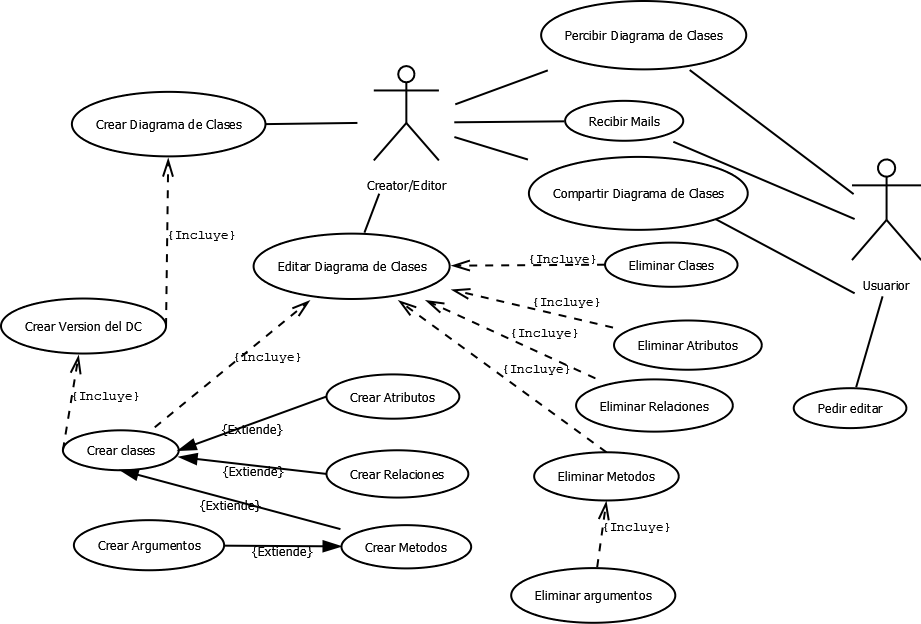 Percibir Diagrama de Clases
Crear Diagrama de Clases
Recibir Mails
Creator/Editor
Compartir Diagrama de Clases
{Incluye}
Editar Diagrama de Clases
{Incluye}
Eliminar Clases
Usuarior
{Incluye}
Crear Version del DC
{Incluye}
Eliminar Atributos
{Incluye}
{Incluye}
{Incluye}
Crear Atributos
Eliminar Relaciones
Pedir editar
{Extiende}
Crear clases
{Extiende}
Crear Relaciones
Eliminar Metodos
{Extiende}
{Incluye}
Crear Argumentos
{Extiende}
Crear Metodos
Eliminar argumentos